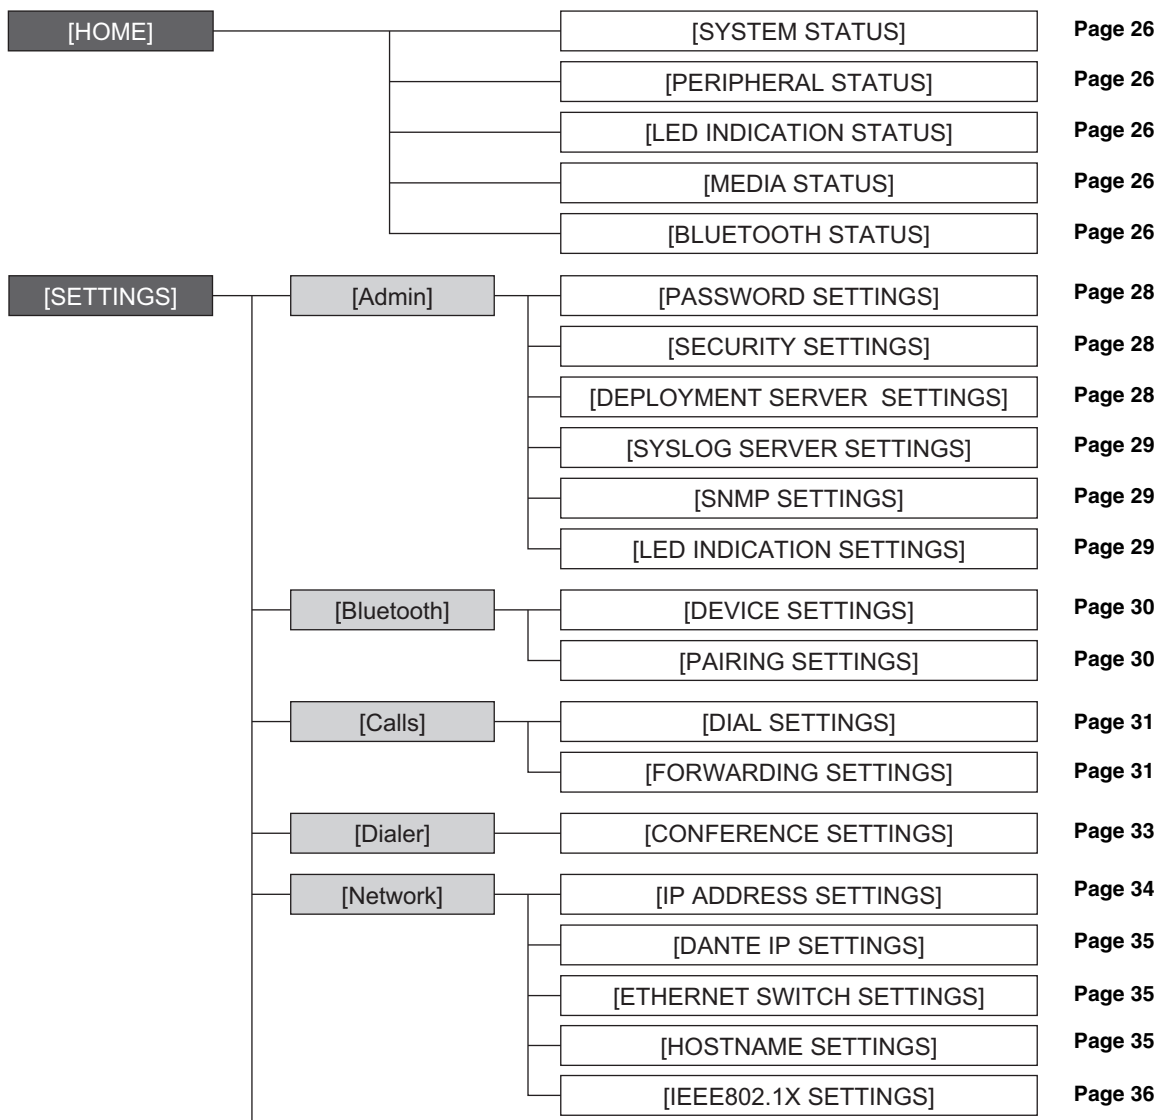 [HOME] [SYSTEM STATUS] Page 26
[PERIPHERAL STATUS] Page 26
[LED INDICATION STATUS] Page 26
[MEDIA STATUS] Page 26
[BLUETOOTH STATUS] Page 26
[SETTINGS] [Admin] [PASSWORD SETTINGS] Page 28
[SECURITY SETTINGS] Page 28
[DEPLOYMENT SERVER SETTINGS] Page 28
[SYSLOG SERVER SETTINGS] Page 29
[SNMP SETTINGS] Page 29
[LED INDICATION SETTINGS] Page 29
[Bluetooth] [DEVICE SETTINGS] Page 30
[PAIRING SETTINGS] Page 30
[Calls] [DIAL SETTINGS] Page 31
[FORWARDING SETTINGS] Page 31
[Dialer] [CONFERENCE SETTINGS] Page 33
[Network] [IP ADDRESS SETTINGS] Page 34
[DANTE IP SETTINGS] Page 35
[ETHERNET SWITCH SETTINGS] Page 35
[HOSTNAME SETTINGS] Page 35
[IEEE802.1X SETTINGS] Page 36